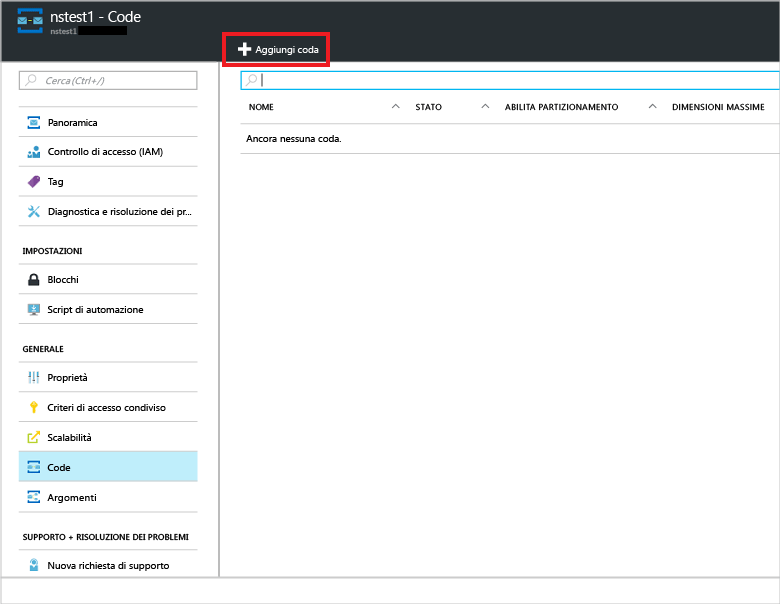 nstest1 - Code
nstest1
Aggiungi coda
Cerca (Ctrl+/)
NOME STATO ABILITA PARTIZIONAMENTO DIMENSIONI MASSIME
Ancora nessuna coda.
Panoramica
Controllo di accesso (IAM)
Tag
Diagnostica e risoluzione dei pr...
IMPOSTAZIONI
Blocchi
Script di automazione
GENERALE
Proprietà
Criteri di accesso condiviso
Scalabilità
Code
Argomenti
SUPPORTO + RISOLUZIONE DEI PROBLEMI
Nuova richiesta di supporto